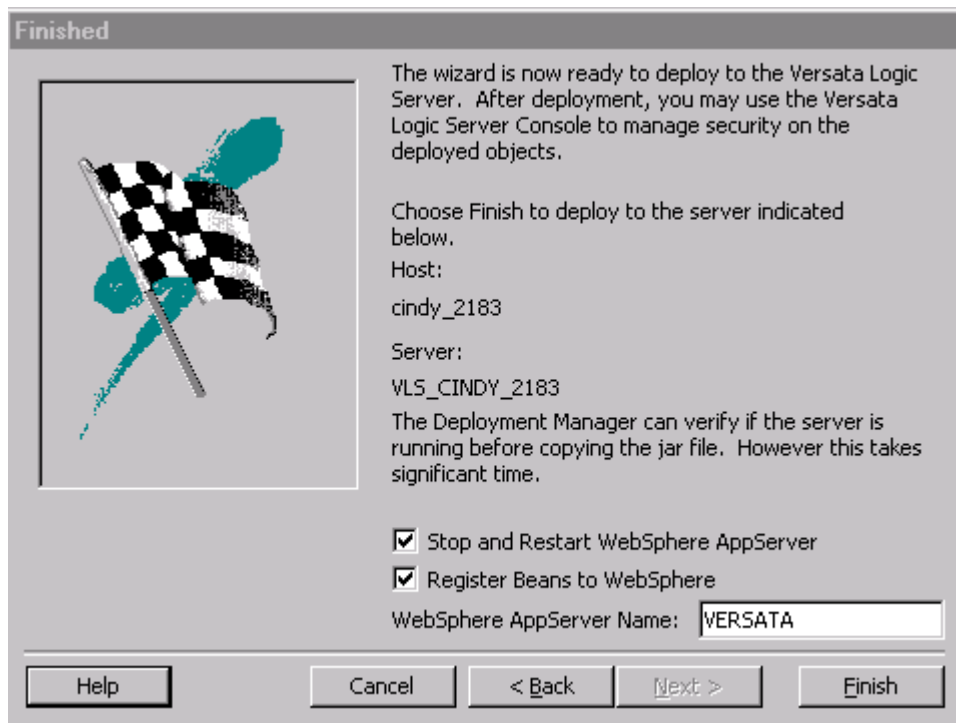 Finished
The wizard is now ready to deploy to the Versata Logic
Server.  After deployment, you may use the Versata
Logic Server Console to manage security on the
deployed objects.
Choose Finish to deploy to the server indicated
below.
Host:
cindy_2183
Server:
VLS_CINDY_2183
The Deployment Manager can verify if the server is
running before copying the jar file.  However this takes
significant time.
Stop and Restart WebSphere AppServer
Register Beans to WebSphere
WebSphere AppServer Name: VERSATA
Help Cancel < Back Next > Finish